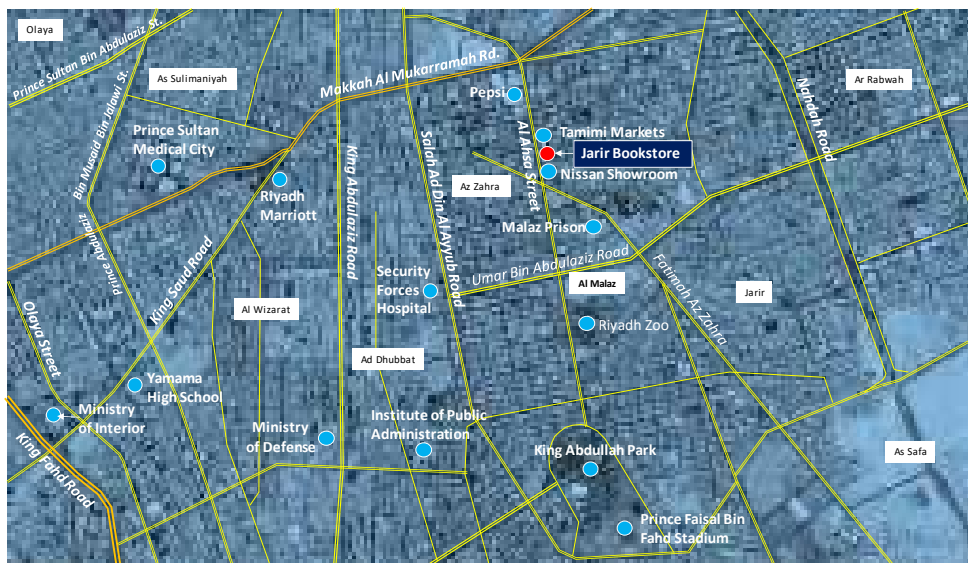 Olaya
Prince Sultan Bin Abdulaziz St.
As Sulimaniyah
Bin Musaid Bin Jalawi St.
Makkah Al Mukarramah Rd.
Pepsi
Nahdah Road
Ar Rabwah
Prince Sultan
Medical City
Tamimi Markets
Jarir Bookstore
Nissan Showroom
Al Ahsa Street
Salah Ad Din Al Ayyub Road
King Abdulaziz Road
Az Zahra
Riyadh
Marriott
Malaz Prison
Prince Abdulaziz
King Saud Road
Umar Bin Abdulaziz Road
Security
Forces
Hospital
Al Malaz
Fatimah Az Zahra
Jarir
Al Wizarat
Olaya Street
Riyadh Zoo
Ad Dhubbat
Yamama
High School
Ministry
of Interior
Ministry
of Defense
Institute of Public
Administration
King Fahd Road
King Abdullah Park
As Safa
Prince Faisal Bin
Fahd Stadium